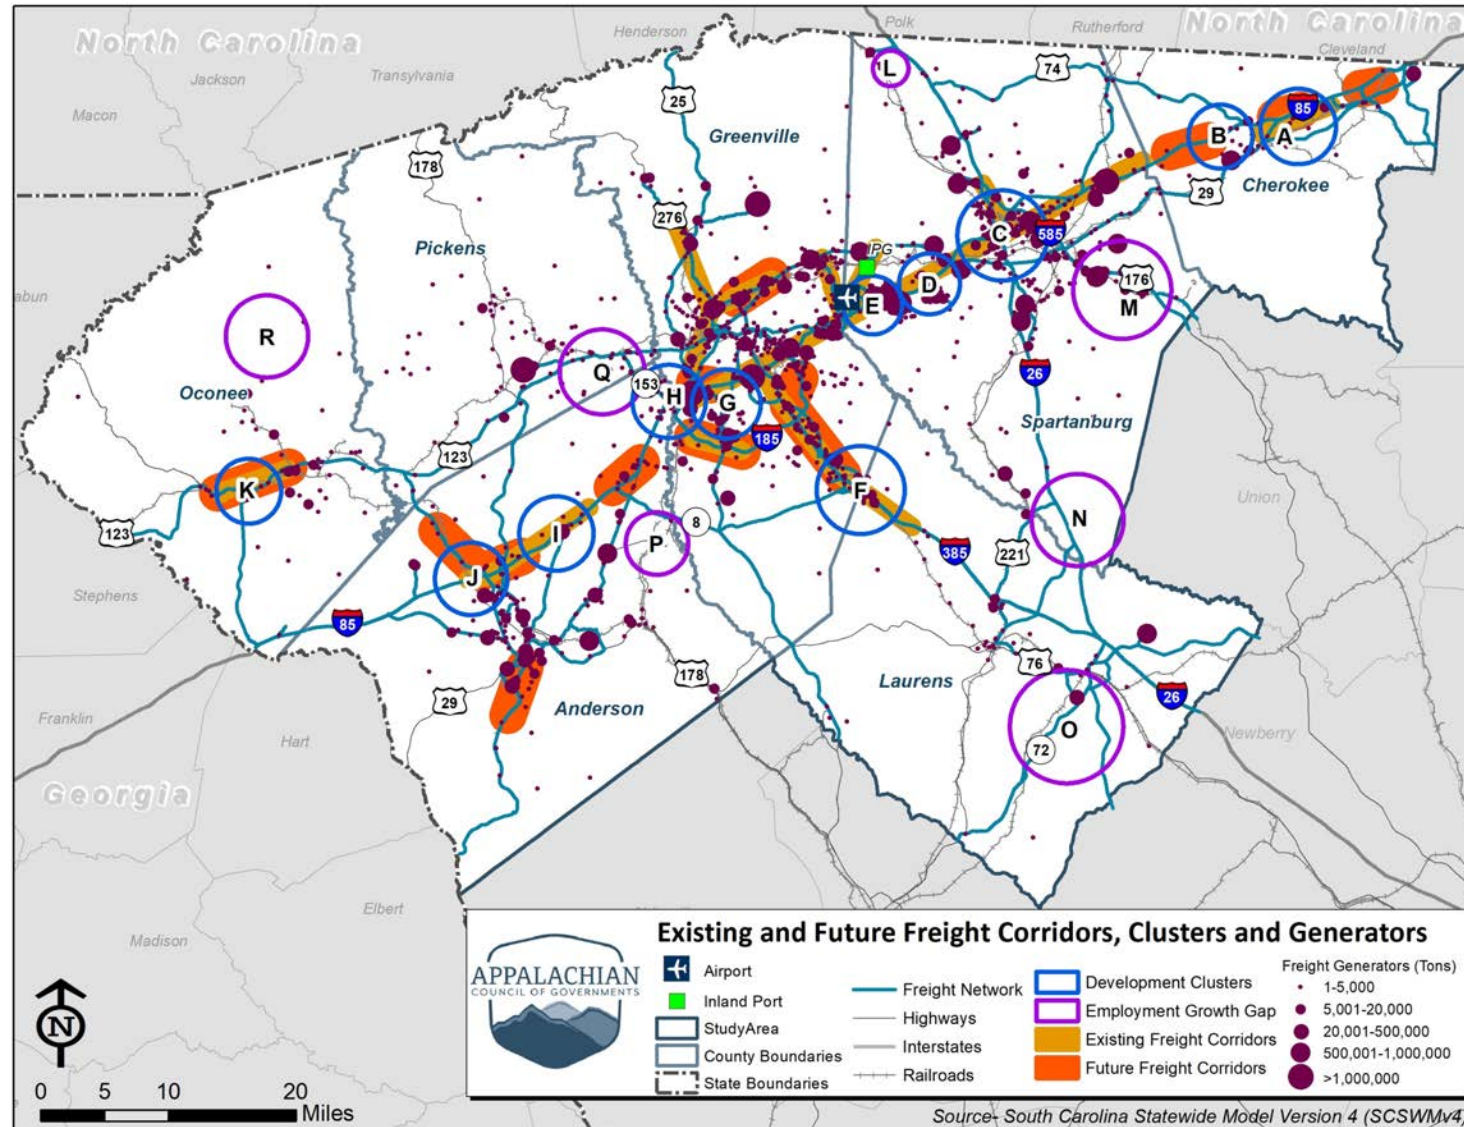 North Carolina
North Carolina
Henderson
Polk
Rutherford
Cleveland
Jackson
Transylvania
Macon
L
74
85
25
Greenville
B
A
178
29
Cherokee
276
C
585
Pickens
IPG
176
D
E
M
abun
R
Q
26
153
H
G
Oconee
185
Spartanburg
123
K
F
Union
123
8
N
I
P
385
221
J
Stephens
85
76
Laurens
178
29
Anderson
26
Franklin
Hart
O
Newberry
72
Georgia
Elbert
Madison
N
0 5 10 20
Miles
APPALACHIAN
COUNCIL OF GOVERNMENTS
Existing and Future Freight Corridors, Clusters and Generators
Airport
Inland Port
StudyArea
County Boundaries
State Boundaries
Freight Network
Highways
Interstates
Railroads
Development Clusters
Employment Growth Gap
Existing Freight Corridors
Future Freight Corridors
Freight Generators (Tons)
1-5,000
5,001-20,000
20,001-500,000
500,001-1,000,000
>1,000,000
Source- South Carolina Statewide Model Version 4 (SCSWMv4)